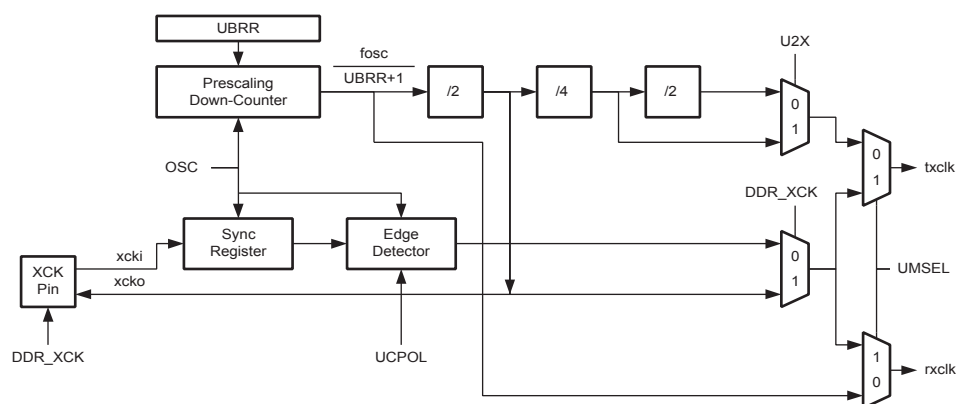 UBRR
fosc
UBRR+1
U2X
Prescaling
Down-Counter
/2
/4
/2
0
1
OSC
0
1
txclk
DDR_XCK
Sync
Register
Edge
Detector
xcki
0
1
UMSEL
XCK
Pin
xcko
DDR_XCK
UCPOL
1
0
rxclk